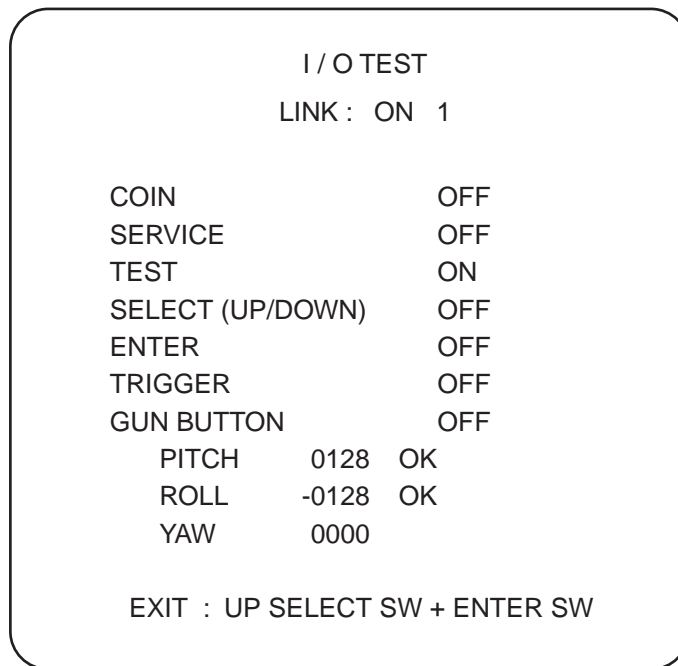 I / O TEST
LINK : ON 1
COIN OFF
SERVICE OFF
TEST ON
SELECT (UP/DOWN) OFF
ENTER OFF
TRIGGER OFF
GUN BUTTON OFF
PITCH 0128 OK
ROLL -0128 OK
YAW 0000
EXIT : UP SELECT SW + ENTER SW